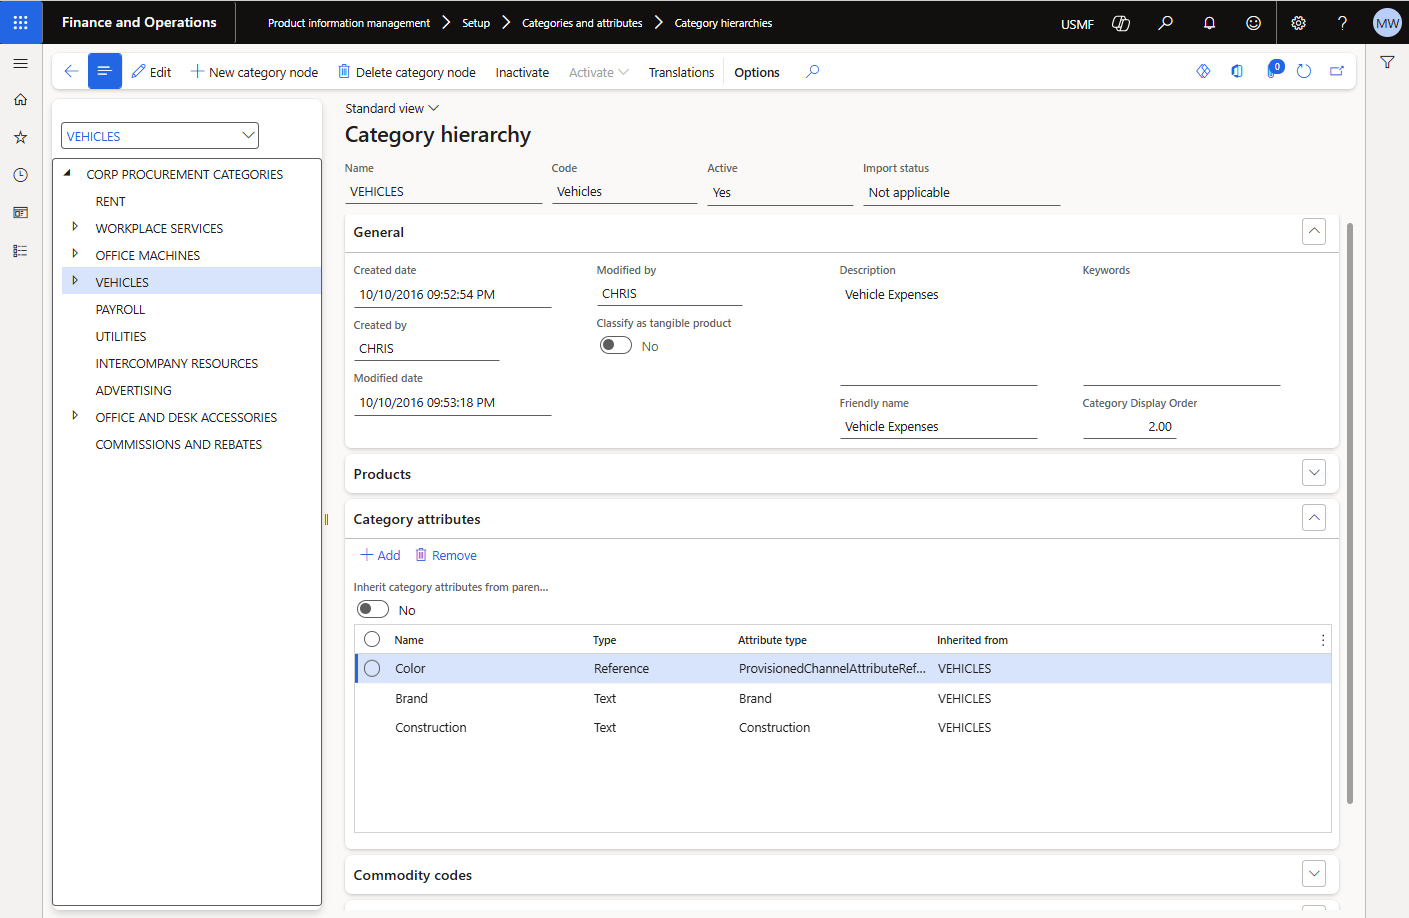 Finance and Operations
Product information management
Setup
Categories and attributes
Category hierarchies
USMF
MW
Edit
New category node
Delete category node
Inactivate
Activate
Translations
Options
0
VEHICLES
CORP PROCUREMENT CATEGORIES
RENT
WORKPLACE SERVICES
OFFICE MACHINES
VEHICLES
PAYROLL
UTILITIES
INTERCOMPANY RESOURCES
ADVERTISING
OFFICE AND DESK ACCESSORIES
COMMISSIONS AND REBATES
Standard view
Category hierarchy
Name Code Active Import status
VEHICLES Vehicles Yes Not applicable
General
Created date
10/10/2016 09:52:54 PM
Created by
CHRIS
Modified date
10/10/2016 09:53:18 PM
Modified by
CHRIS
Classify as tangible product
No
Description
Vehicle Expenses
Friendly name
Vehicle Expenses
Keywords
Category Display Order
2.00
Products
Category attributes
Add Remove
Inherit category attributes from paren...
No
Name Type Attribute type Inherited from
Color Reference ProvisionedChannelAttributeRef... VEHICLES
Brand Text Brand VEHICLES
Construction Text Construction VEHICLES
Commodity codes